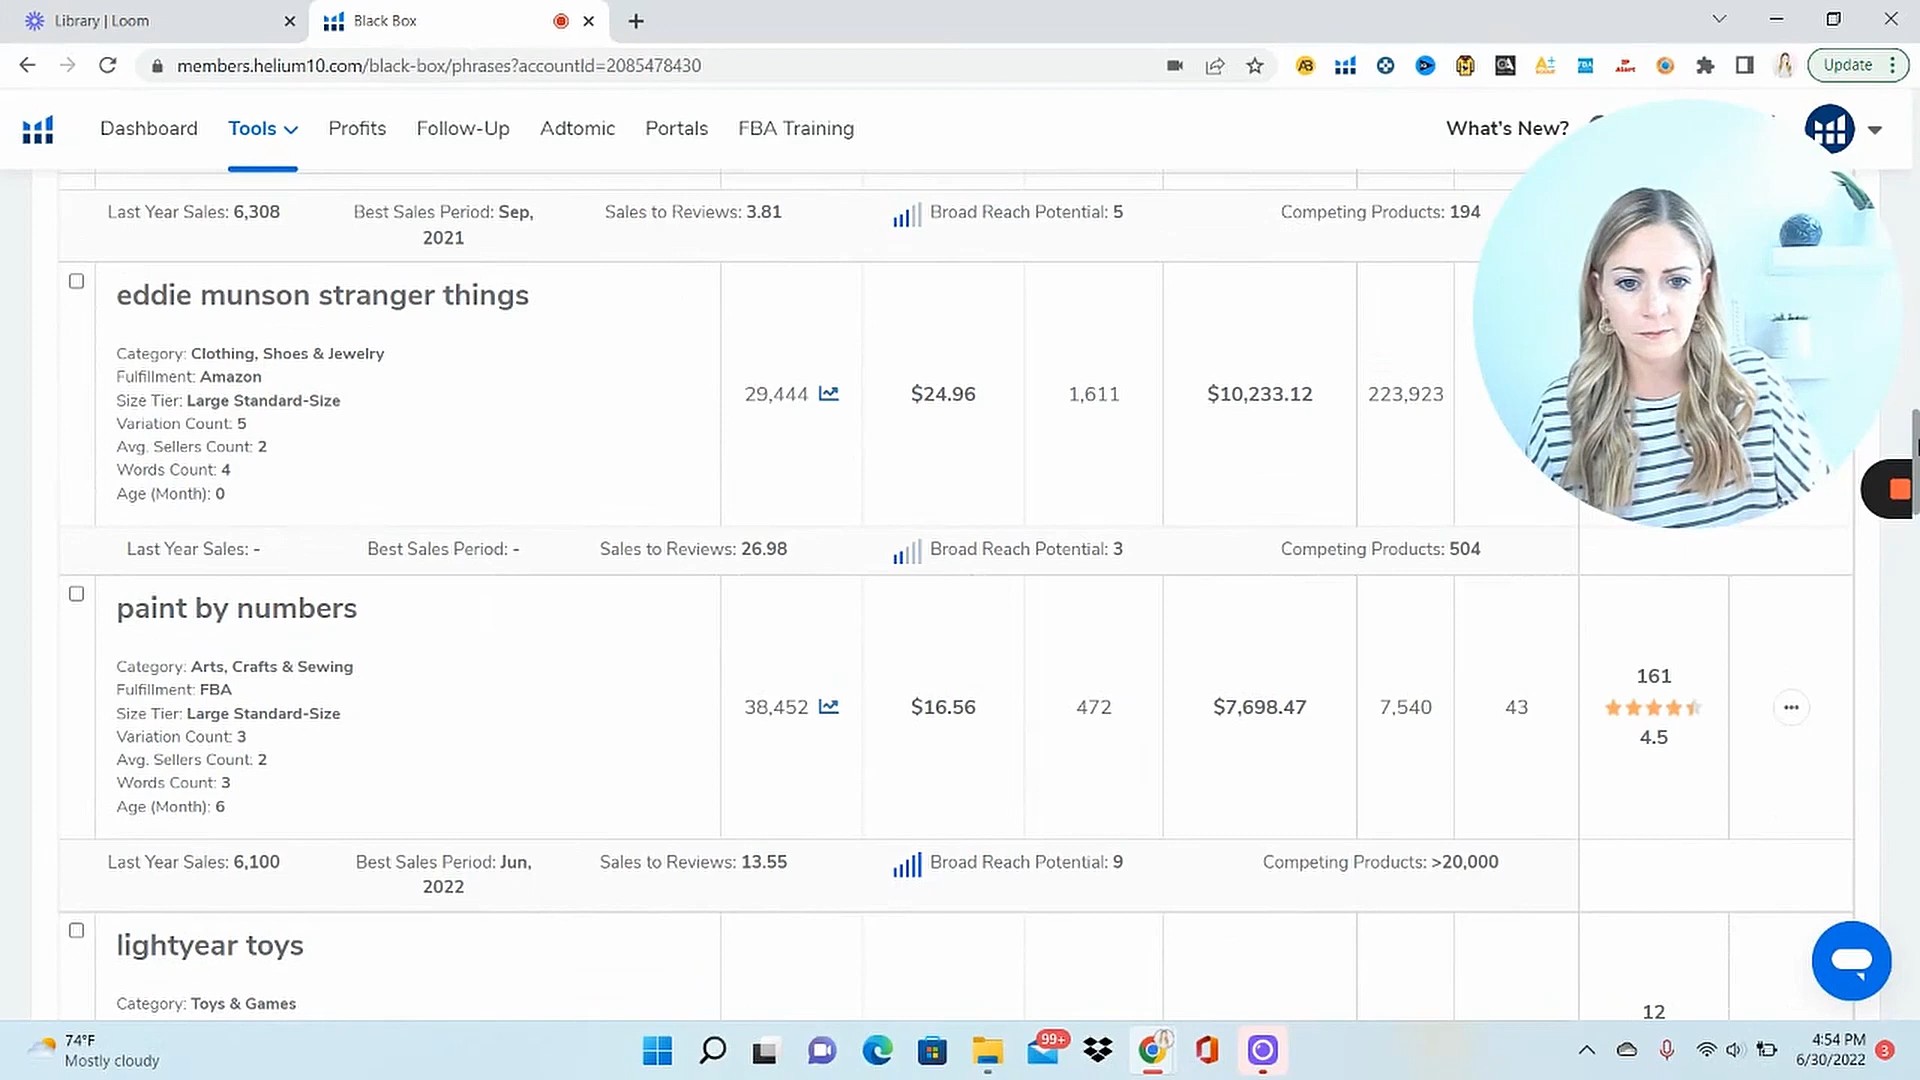 Library | Loom
Black Box
members.helium10.com/black-box/phrases?accountId=2085478430
Update
Dashboard
Tools
Profits
Follow-Up
Adtomic
Portals
FBA Training
What's New?
Last Year Sales: 6,308
Best Sales Period: Sep,
2021
Sales to Reviews: 3.81
Broad Reach Potential: 5
Competing Products: 194
eddie munson stranger things
Category: Clothing, Shoes & Jewelry
Fulfillment: Amazon
Size Tier: Large Standard-Size
Variation Count: 5
Avg. Sellers Count: 2
Words Count: 4
Age (Month): 0
29,444
$24.96
1,611
$10,233.12
223,923
Last Year Sales: -
Best Sales Period: -
Sales to Reviews: 26.98
Broad Reach Potential: 3
Competing Products: 504
paint by numbers
Category: Arts, Crafts & Sewing
Fulfillment: FBA
Size Tier: Large Standard-Size
Variation Count: 3
Avg. Sellers Count: 2
Words Count: 3
Age (Month): 6
38,452
$16.56
472
$7,698.47
7,540
43
161
4.5
Last Year Sales: 6,100
Best Sales Period: Jun,
2022
Sales to Reviews: 13.55
Broad Reach Potential: 9
Competing Products: >20,000
lightyear toys
Category: Toys & Games
12
74°F
Mostly cloudy
99+
4:54 PM
6/30/2022
3